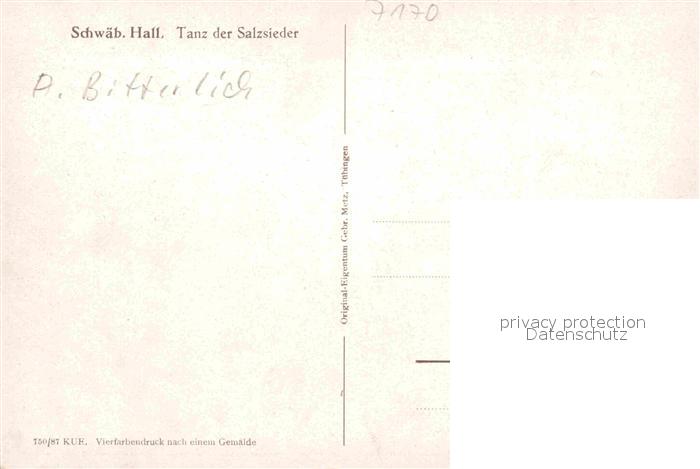 7170
Schwäb. Hall. Tanz der Salzsieder
A. Bitterlich
Original-Eigentum Gebr. Metz, Tübingen
privacy protection
Datenschutz
750/87 KUE. Vierfarbendruck nach einem Gemälde